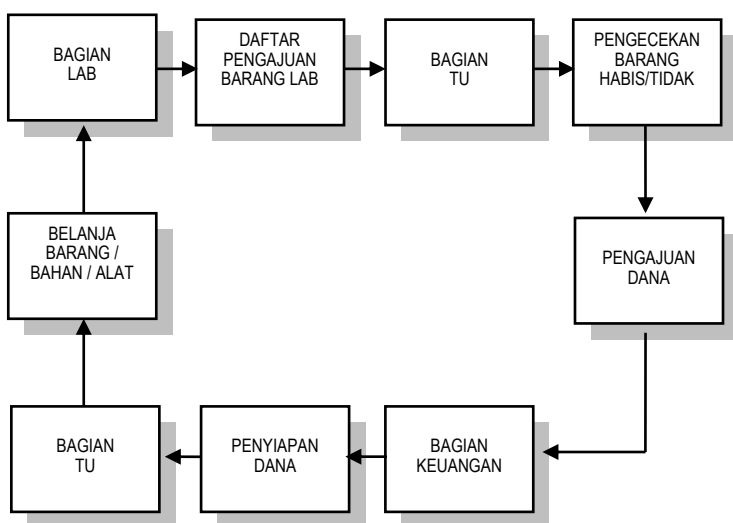 BAGIAN
LAB
DAFTAR
PENGAJUAN
BARANG LAB
BAGIAN
TU
PENGECEKAN
BARANG
HABIS/TIDAK
BELANJA
BARANG /
BAHAN / ALAT
PENGAJUAN
DANA
BAGIAN
TU
PENYIAPAN
DANA
BAGIAN
KEUANGAN